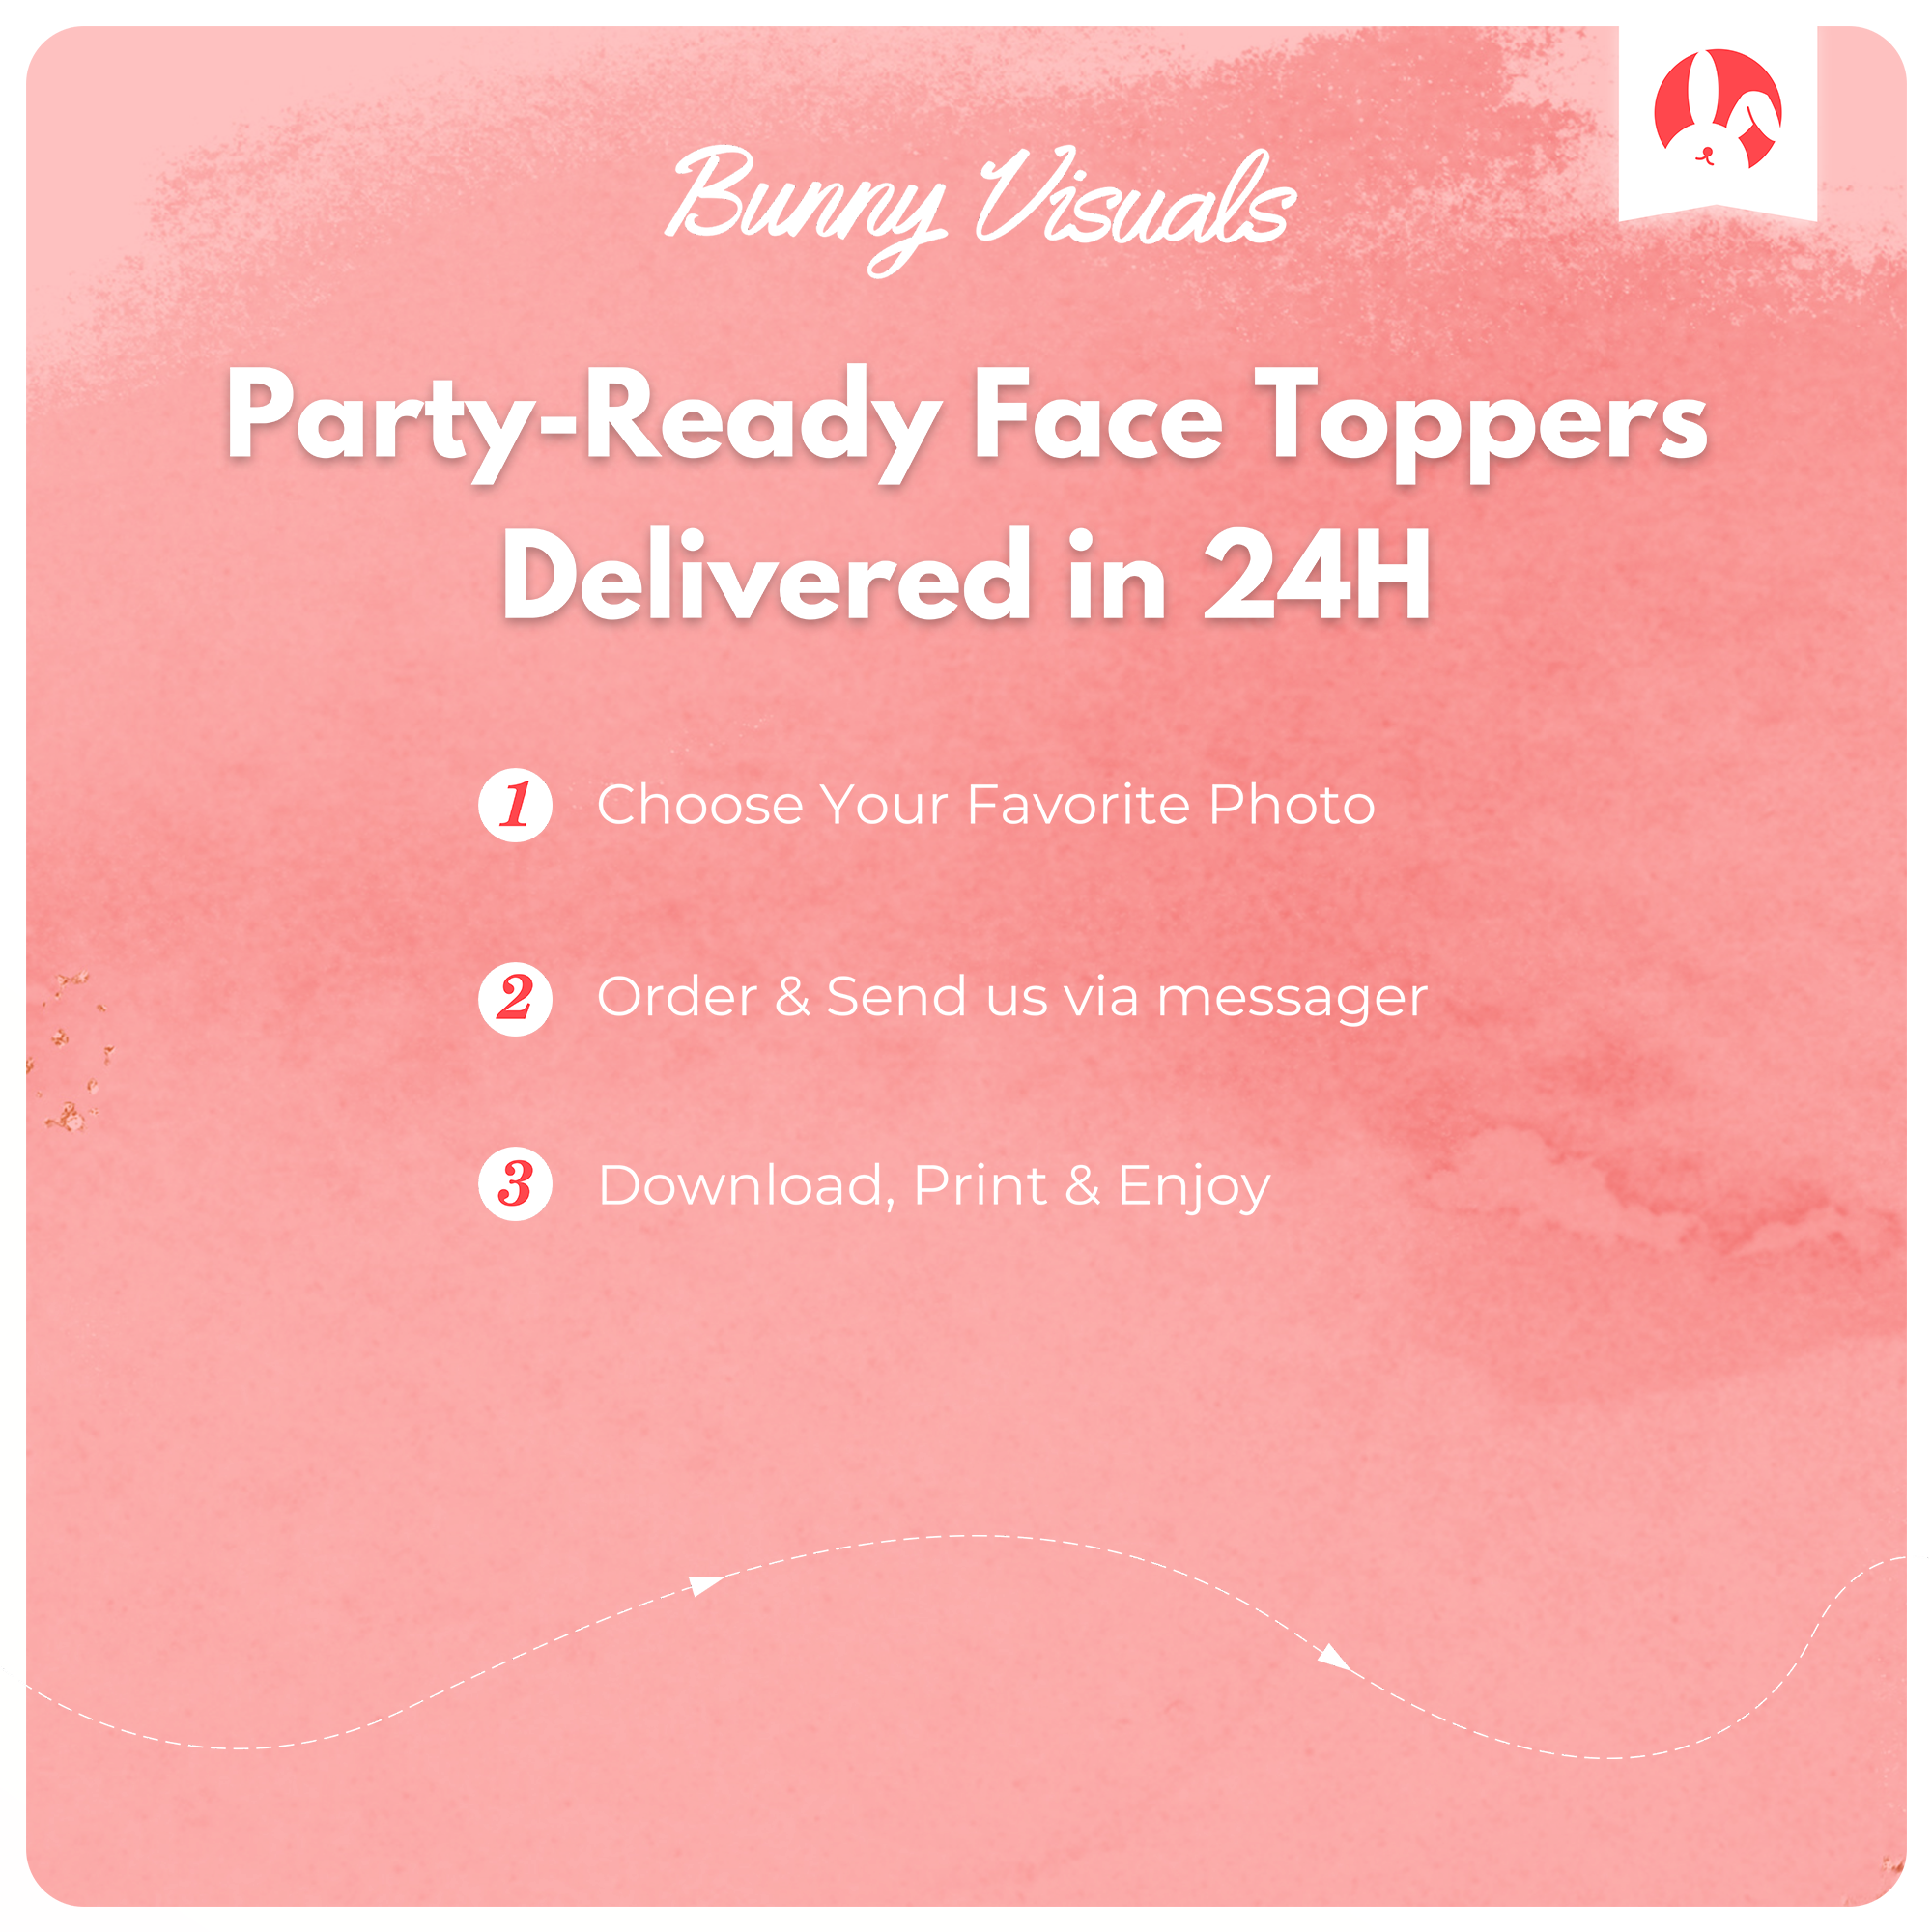 Bunny Visuals
Party-Ready Face Toppers
Delivered in 24H
1 Choose Your Favorite Photo
2 Order & Send us via messager
3 Download, Print & Enjoy